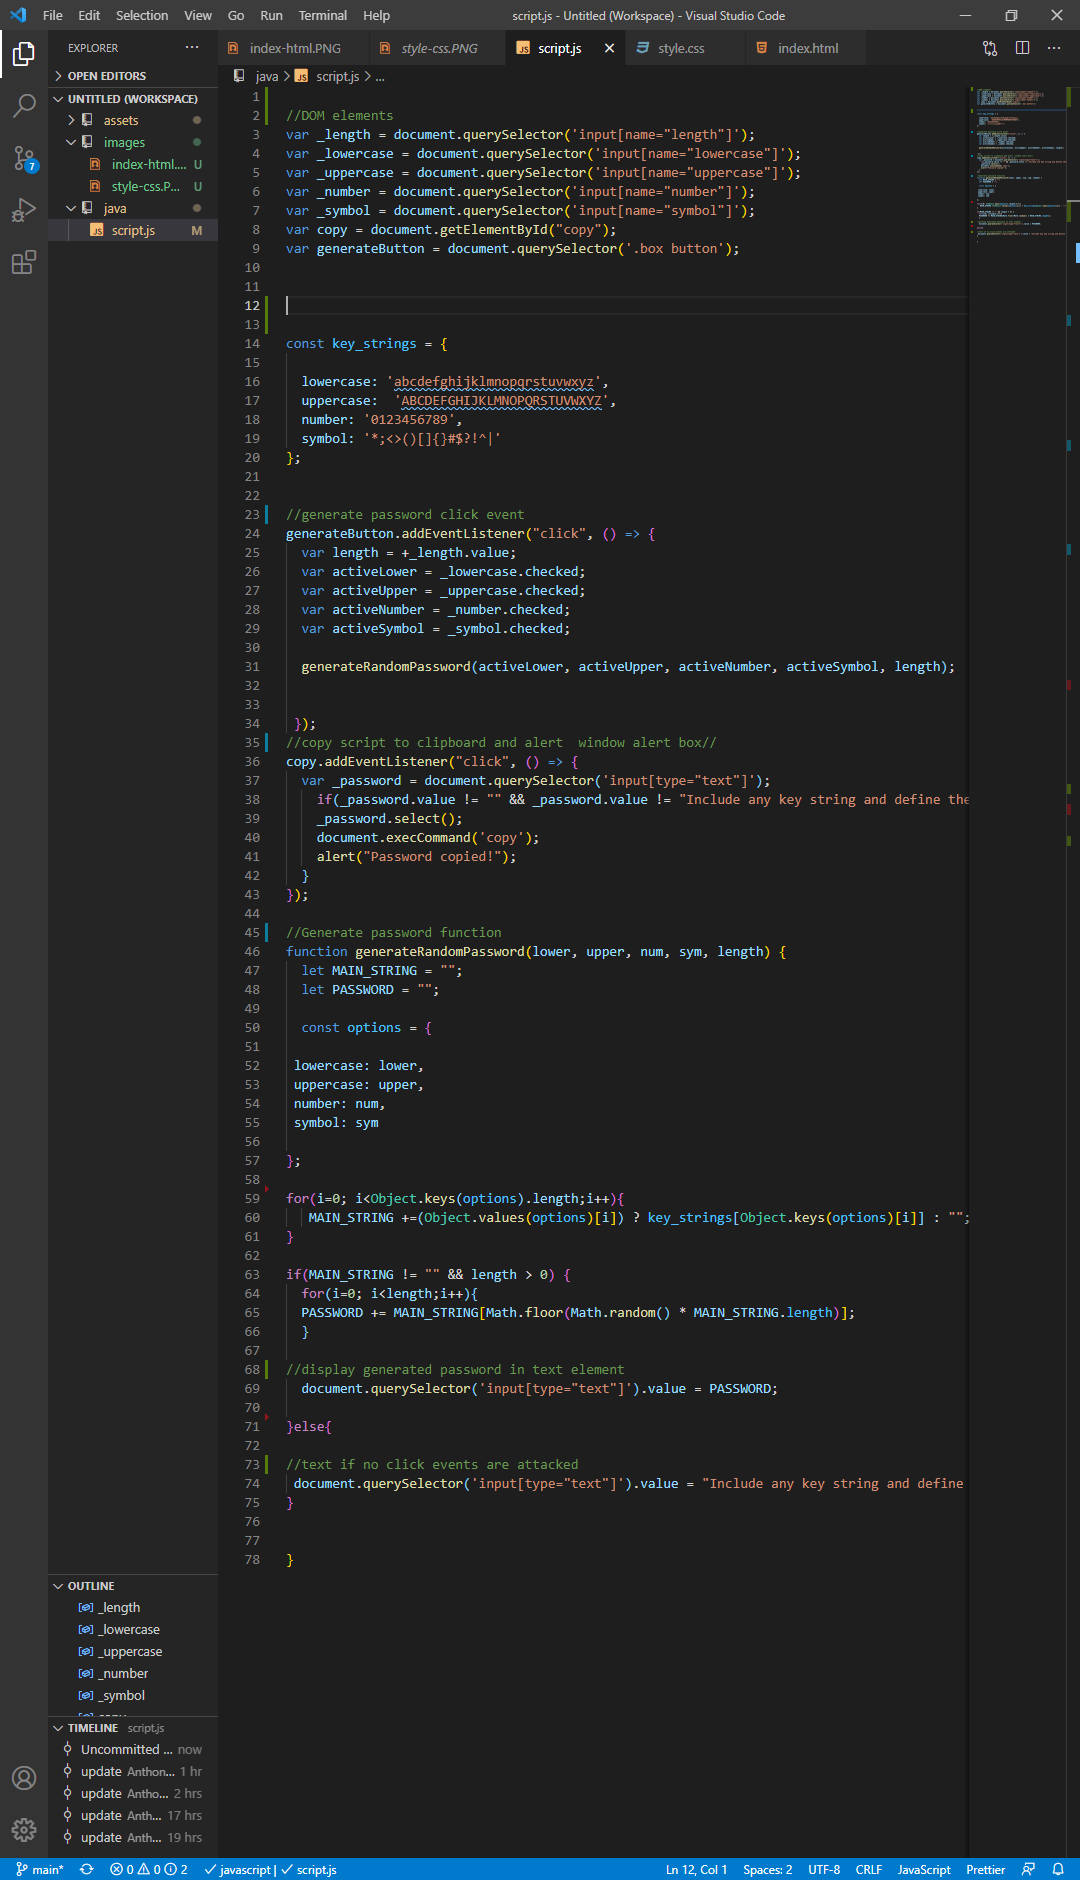 File Edit Selection View Go Run Terminal Help script.js - Untitled (Workspace) - Visual Studio Code
EXPLORER
index-html.PNG style-css.PNG script.js style.css index.html
OPEN EDITORS
java > script.js > ...
UNTITLED (WORKSPACE)
assets
images
index-html.... U
style-css.P... U
java
script.js M
1
2 //DOM elements
3 var _length = document.querySelector('input[name="length"]');
4 var _lowercase = document.querySelector('input[name="lowercase"]');
5 var _uppercase = document.querySelector('input[name="uppercase"]');
6 var _number = document.querySelector('input[name="number"]');
7 var _symbol = document.querySelector('input[name="symbol"]');
8 var copy = document.getElementById("copy");
9 var generateButton = document.querySelector('.box button');
10
11
12
13
14 const key_strings = {
15
16 lowercase: 'abcdefghijklmnopqrstuvwxyz',
17 uppercase:  'ABCDEFGHIJKLMNOPQRSTUVWXYZ',
18 number: '0123456789',
19 symbol: '*;<>()[]{}#$?!^|'
20 };
21
22
23 //generate password click event
24 generateButton.addEventListener("click", () => {
25 var length = +_length.value;
26 var activeLower = _lowercase.checked;
27 var activeUpper = _uppercase.checked;
28 var activeNumber = _number.checked;
29 var activeSymbol = _symbol.checked;
30
31 generateRandomPassword(activeLower, activeUpper, activeNumber, activeSymbol, length);
32
33
34 });
35 //copy script to clipboard and alert  window alert box//
36 copy.addEventListener("click", () => {
37 var _password = document.querySelector('input[type="text"]');
38 if(_password.value != "" && _password.value != "Include any key string and define the
39 _password.select();
40 document.execCommand('copy');
41 alert("Password copied!");
42 }
43 });
44
45 //Generate password function
46 function generateRandomPassword(lower, upper, num, sym, length) {
47 let MAIN_STRING = "";
48 let PASSWORD = "";
49
50 const options = {
51
52 lowercase: lower,
53 uppercase: upper,
54 number: num,
55 symbol: sym
56
57 };
58
59 for(i=0; i<Object.keys(options).length;i++){
60 MAIN_STRING +=(Object.values(options)[i]) ? key_strings[Object.keys(options)[i]] : "";
61 }
62
63 if(MAIN_STRING != "" && length > 0) {
64 for(i=0; i<length;i++){
65 PASSWORD += MAIN_STRING[Math.floor(Math.random() * MAIN_STRING.length)];
66 }
67
68 //display generated password in text element
69 document.querySelector('input[type="text"]').value = PASSWORD;
70
71 }else{
72
73 //text if no click events are attacked
74 document.querySelector('input[type="text"]').value = "Include any key string and define
75 }
76
77
78 }
OUTLINE
_length
_lowercase
_uppercase
_number
_symbol
TIMELINE script.js
Uncommitted ... now
update Anthon... 1 hr
update Antho... 2 hrs
update Anth... 17 hrs
update Anth... 19 hrs
7
main* 0 0 2 javascript | script.js Ln 12, Col 1 Spaces: 2 UTF-8 CRLF JavaScript Prettier